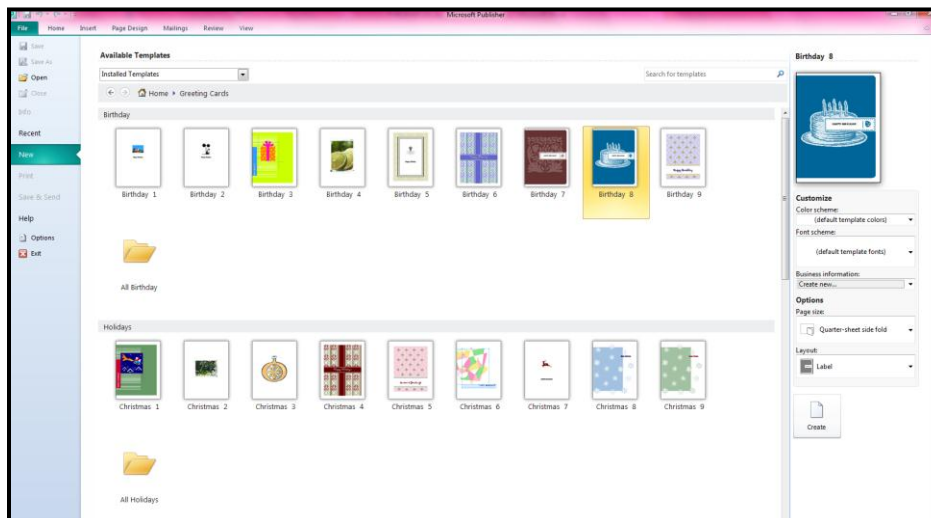 Microsoft Publisher
File Home Insert Page Design Mailings Review View
Save
Save As
Open
Close
Info
Recent
New
Print
Save & Send
Help
Options
Exit
Available Templates
Installed Templates
Search for templates
Home Greeting Cards
Birthday
Birthday 1 Birthday 2 Birthday 3 Birthday 4 Birthday 5 Birthday 6 Birthday 7 Birthday 8 Birthday 9
All Birthday
Holidays
Christmas 1 Christmas 2 Christmas 3 Christmas 4 Christmas 5 Christmas 6 Christmas 7 Christmas 8 Christmas 9
All Holidays
Birthday 8
HAPPY BIRTHDAY
Customize
Color scheme:
(default template colors)
Font scheme:
(default template fonts)
Business information:
Create new...
Options
Page size:
Quarter-sheet side fold
Layout:
Label
Create